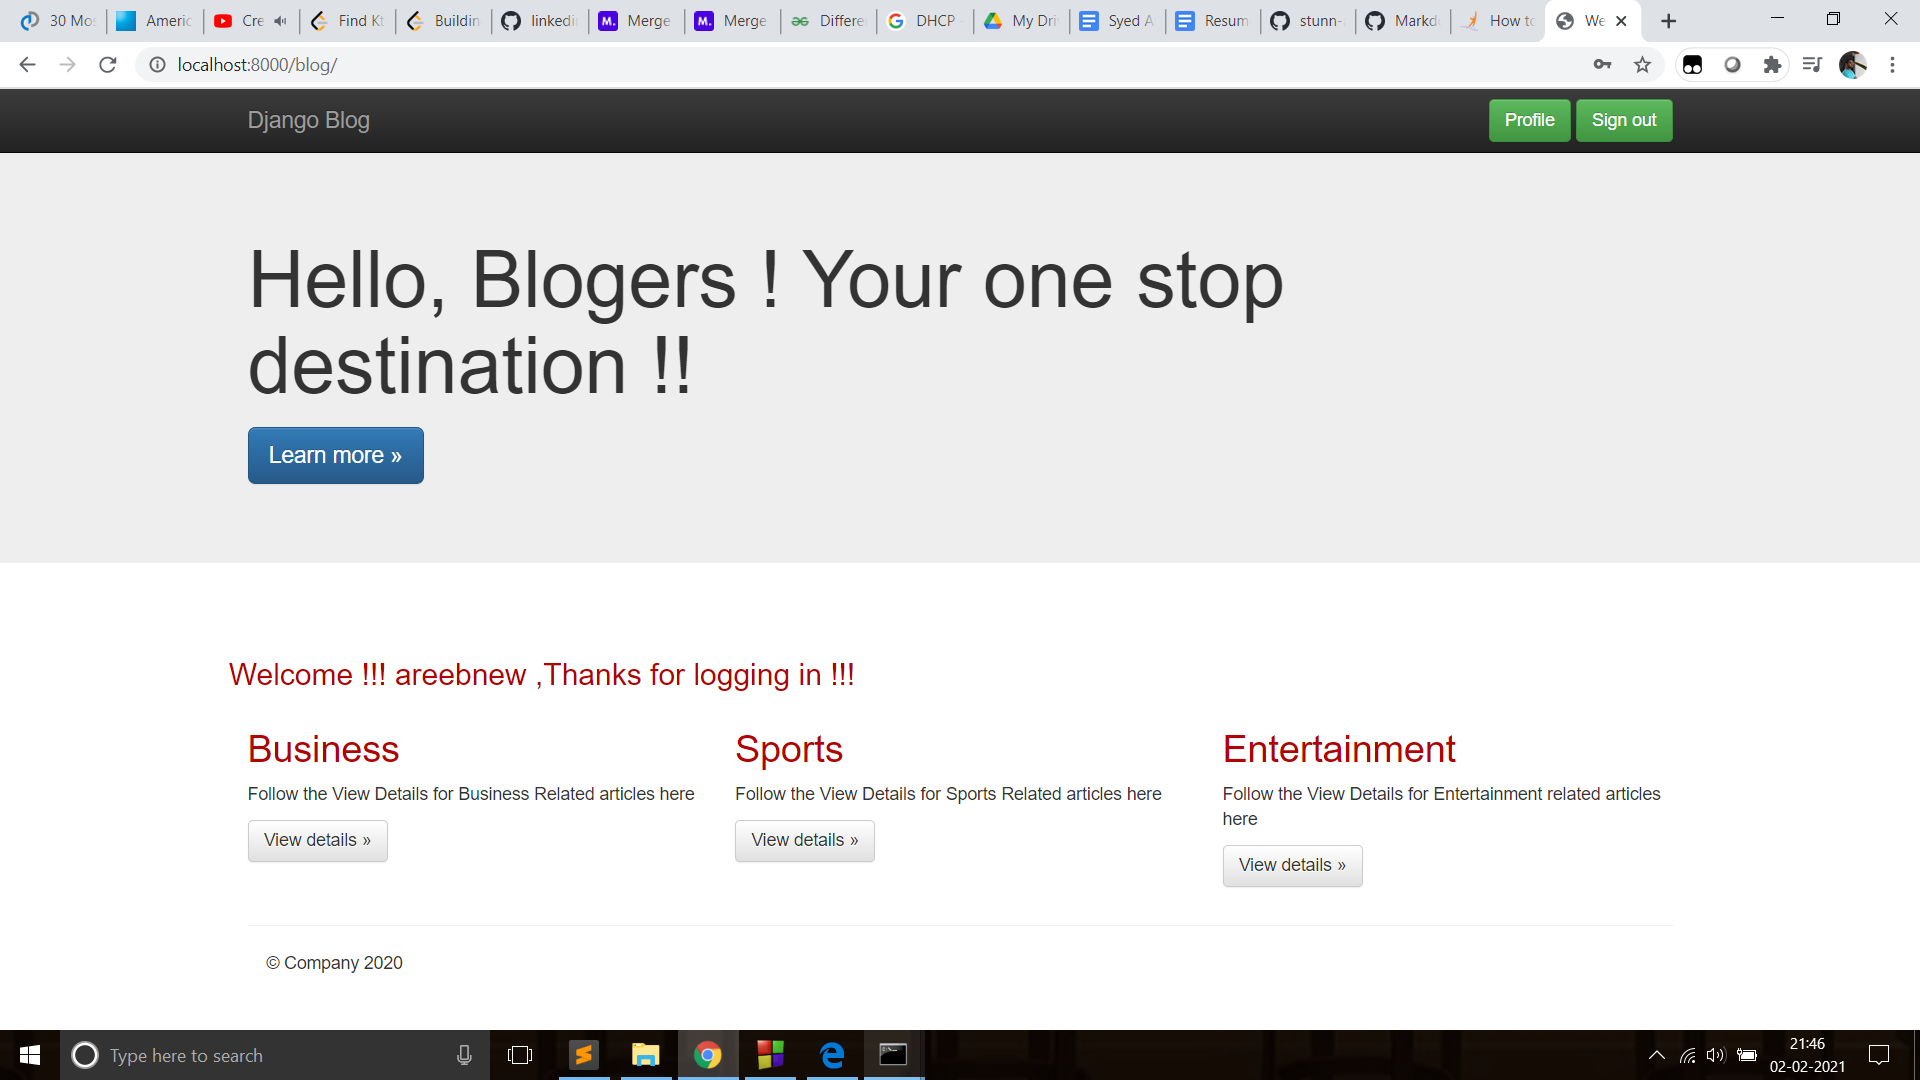 30 Mos
Americ
Cre
Find Kt
Buildin
linkedi
Merge
Merge
Differe
DHCP
My Dri
Syed A
Resum
stunn-
Markd
How to
We
localhost:8000/blog/
Django Blog
Profile
Sign out
Hello, Blogers ! Your one stop
destination !!
Learn more »
Welcome !!! areebnew ,Thanks for logging in !!!
Business
Sports
Entertainment
Follow the View Details for Business Related articles here
View details »
Follow the View Details for Sports Related articles here
View details »
Follow the View Details for Entertainment related articles
here
View details »
© Company 2020
Type here to search
21:46
02-02-2021